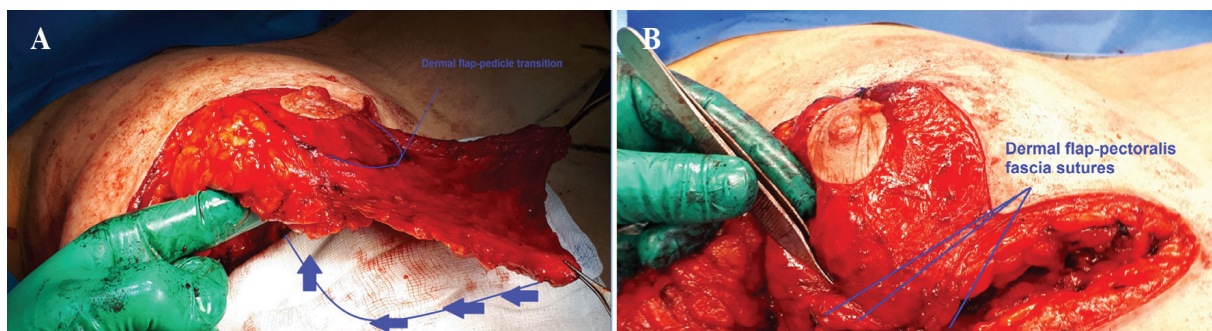 A
Dermal flap-pedicle transition
B
Dermal flap-pectoralis
fascia sutures